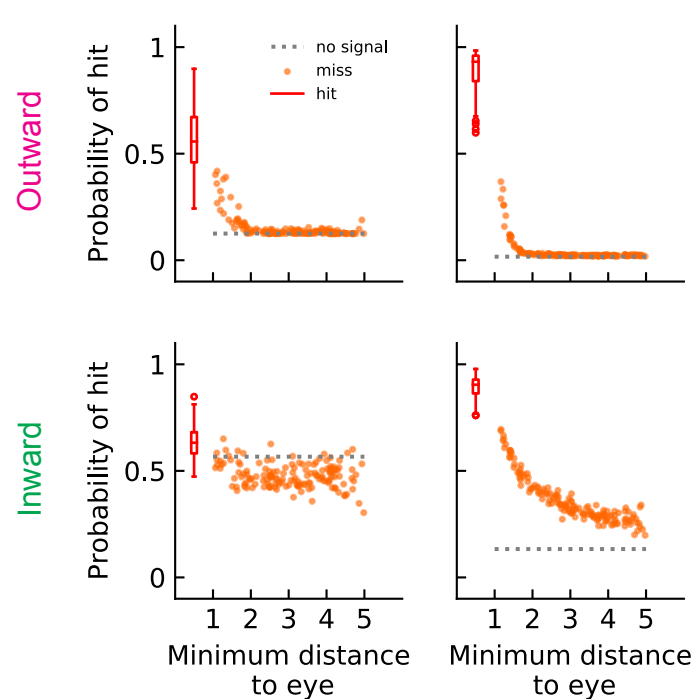 Outward
Probability of hit
1
0.5
0
no signal
miss
hit
Inward
Probability of hit
1
0.5
0
1 2 3 4 5
Minimum distance
to eye
1 2 3 4 5
Minimum distance
to eye